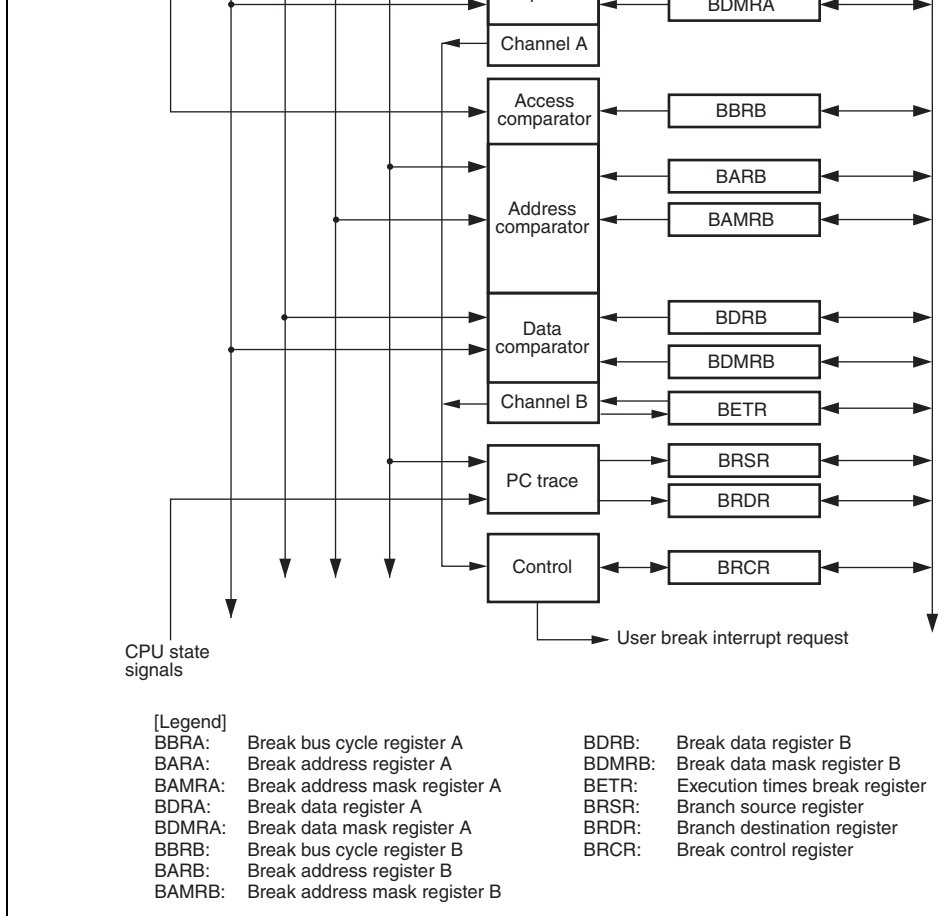 BDMRA
Channel A
Access
comparator
BBRB
BARB
Address
comparator
BAMRB
BDRB
Data
comparator
BDMRB
Channel B
BETR
BRSR
PC trace
BRDR
Control
BRCR
User break interrupt request
CPU state
signals
[Legend]
BBRA: Break bus cycle register A
BARA: Break address register A
BAMRA: Break address mask register A
BDRA: Break data register A
BDMRA: Break data mask register A
BBRB: Break bus cycle register B
BARB: Break address register B
BAMRB: Break address mask register B
BDRB: Break data register B
BDMRB: Break data mask register B
BETR: Execution times break register
BRSR: Branch source register
BRDR: Branch destination register
BRCR: Break control register